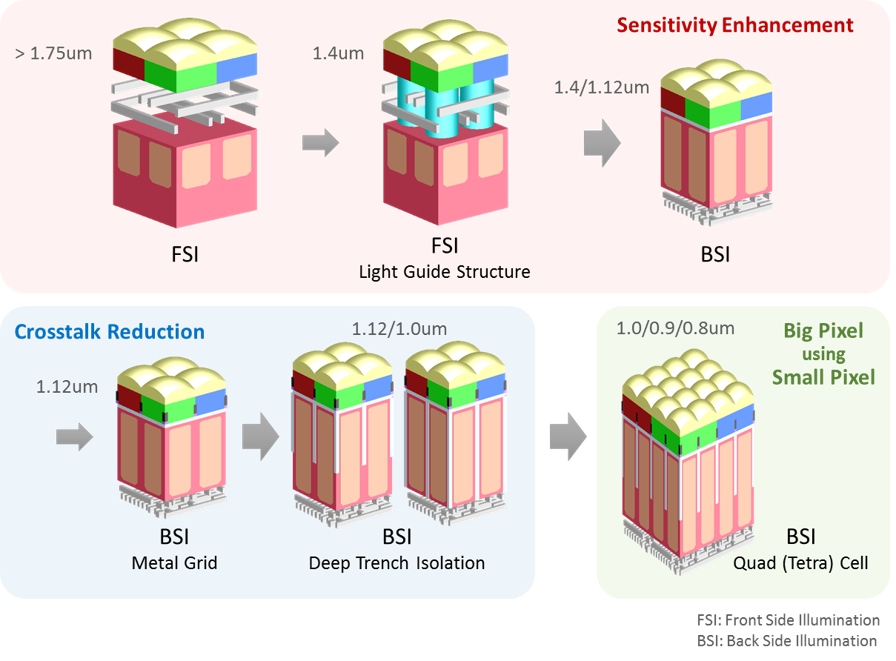 Sensitivity Enhancement
> 1.75um
1.4um
1.4/1.12um
FSI
FSI
Light Guide Structure
BSI
Crosstalk Reduction
1.12um
1.12/1.0um
BSI
Metal Grid
BSI
Deep Trench Isolation
1.0/0.9/0.8um
Big Pixel
using
Small Pixel
BSI
Quad (Tetra) Cell
FSI: Front Side Illumination
BSI: Back Side Illumination